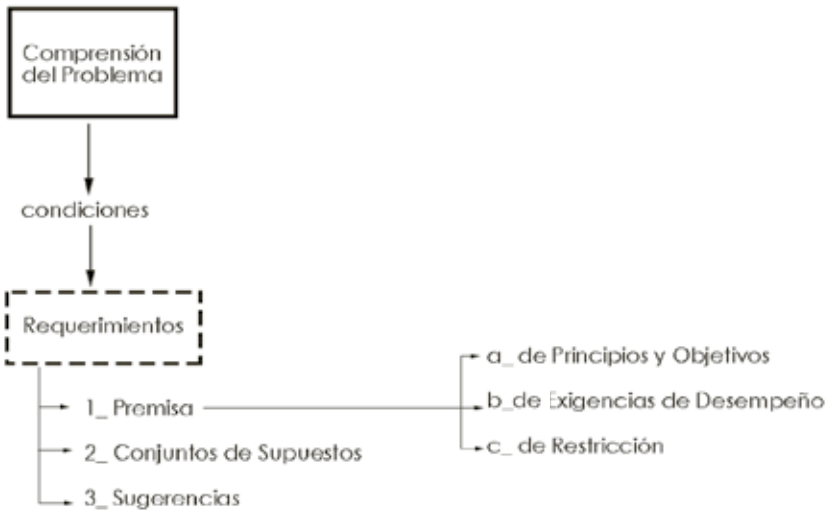 Comprensión
del Problema
condiciones
Requerimientos
1_ Premisa
2_ Conjuntos de Supuestos
3_ Sugerencias
a_ de Principios y Objetivos
b_de Exigencias de Desempeño
c_ de Restricción